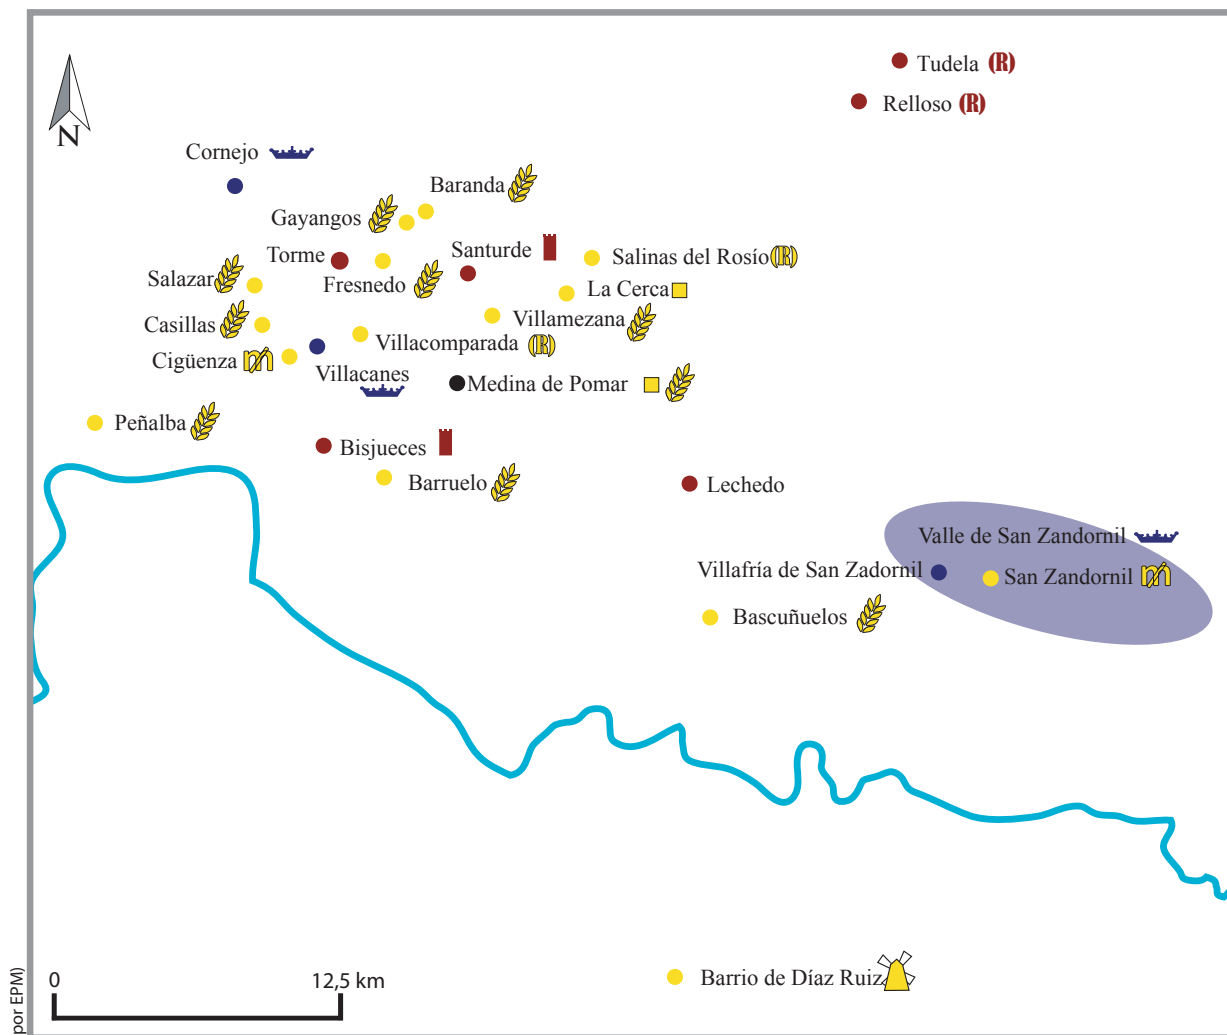 Tudela (R)
Relloso (R)
N
Cornejo
Baranda
Gayangos
Torme
Santurde
Salinas del Rosío (R)
Salazar
Fresnedo
La Cerca
Casillas
Villamezana
Villacomparada (R)
Cigüenza m
Villacanes
Medina de Pomar
Peñalba
Bisjueces
Barruelo
Lechedo
Valle de San Zandornil
Villafría de San Zadornil
San Zandornil m
Bascuñuelos
Barrio de Díaz Ruiz
0 12,5 km
por EPM)